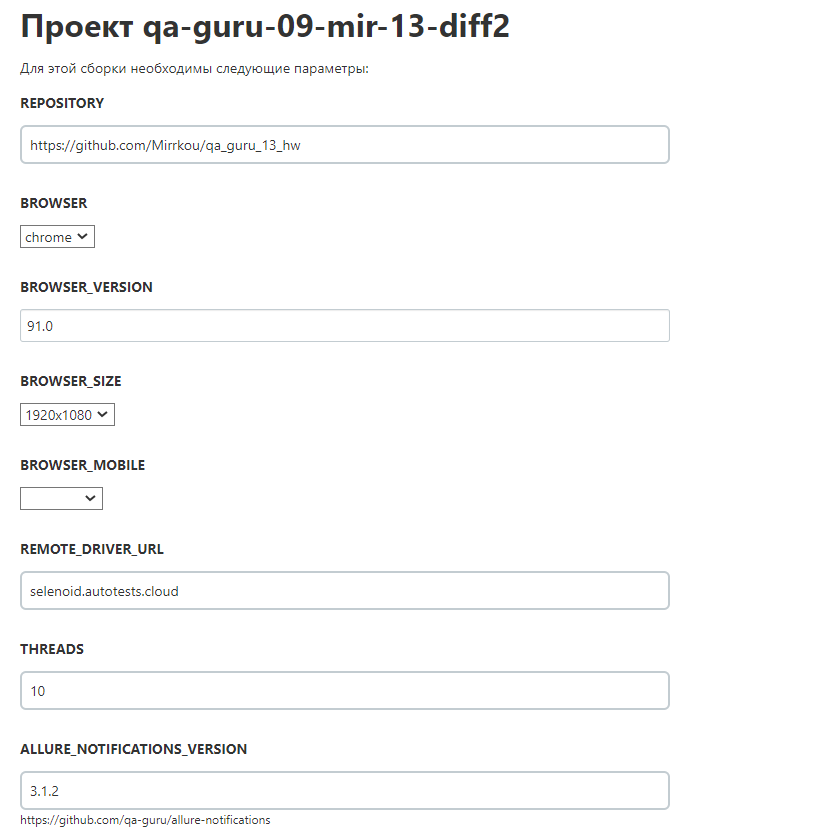 Проект qa-guru-09-mir-13-diff2
Для этой сборки необходимы следующие параметры:
REPOSITORY
https://github.com/Mirrkou/qa_guru_13_hw
BROWSER
chrome
BROWSER_VERSION
91.0
BROWSER_SIZE
1920x1080
BROWSER_MOBILE
REMOTE_DRIVER_URL
selenoid.autotests.cloud
THREADS
10
ALLURE_NOTIFICATIONS_VERSION
3.1.2
https://github.com/qa-guru/allure-notifications